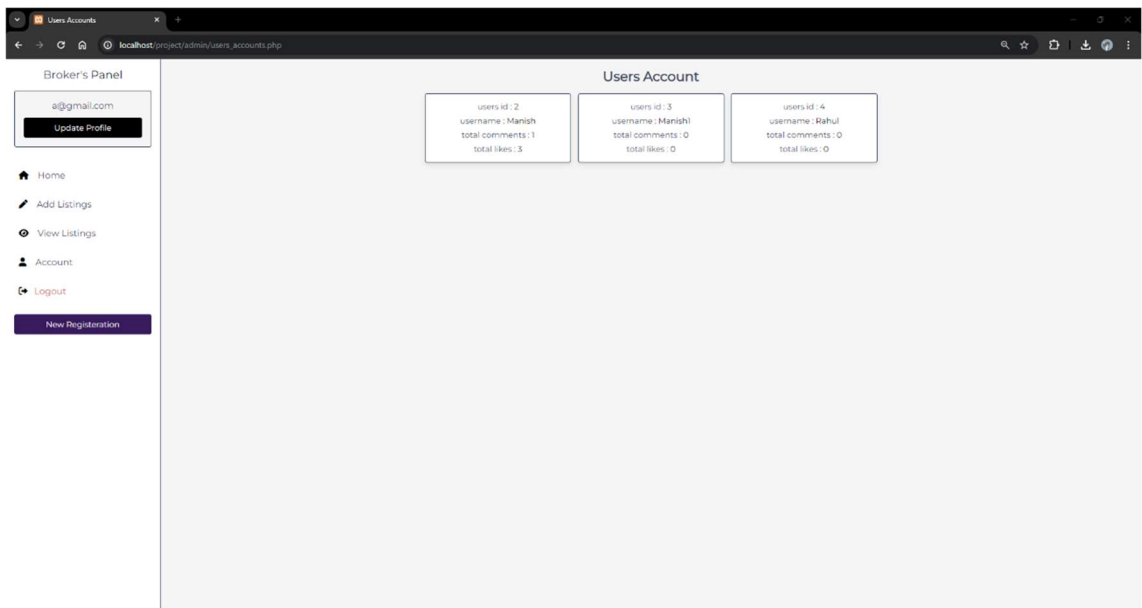 Users Accounts
localhost/project/admin/users_accounts.php
Broker's Panel
a@gmail.com
Update Profile
Home
Add Listings
View Listings
Account
Logout
New Registeration
Users Account
users id : 2
username : Manish
total comments : 1
total likes : 3
users id : 3
username : Manish1
total comments : 0
total likes : 0
users id : 4
username : Rahul
total comments : 0
total likes : 0